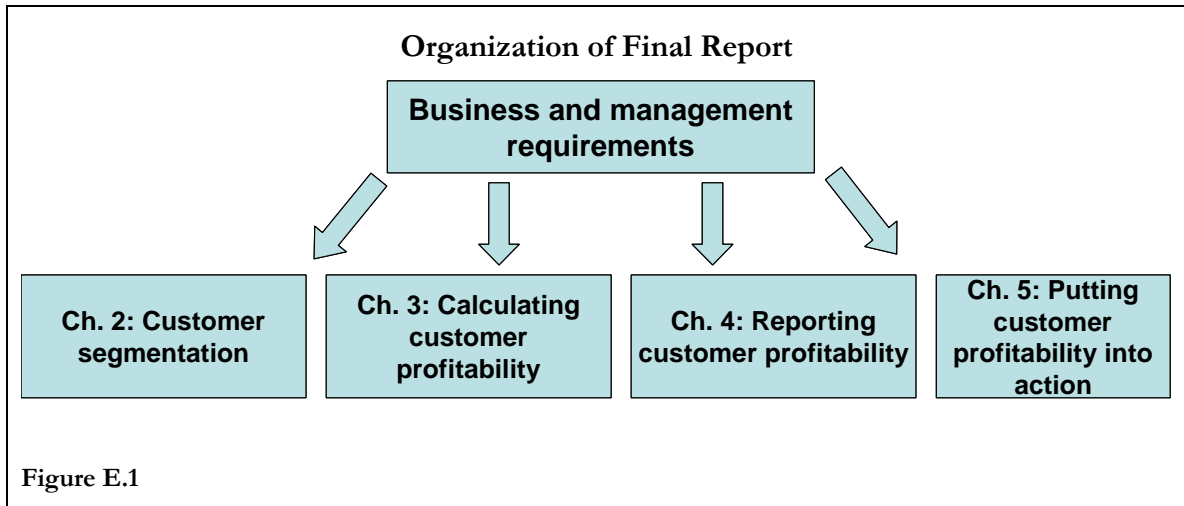 Organization of Final Report
Business and management
requirements
Ch. 2: Customer
segmentation
Ch. 3: Calculating
customer
profitability
Ch. 4: Reporting
customer profitability
Ch. 5: Putting
customer
profitability into
action
Figure E.1